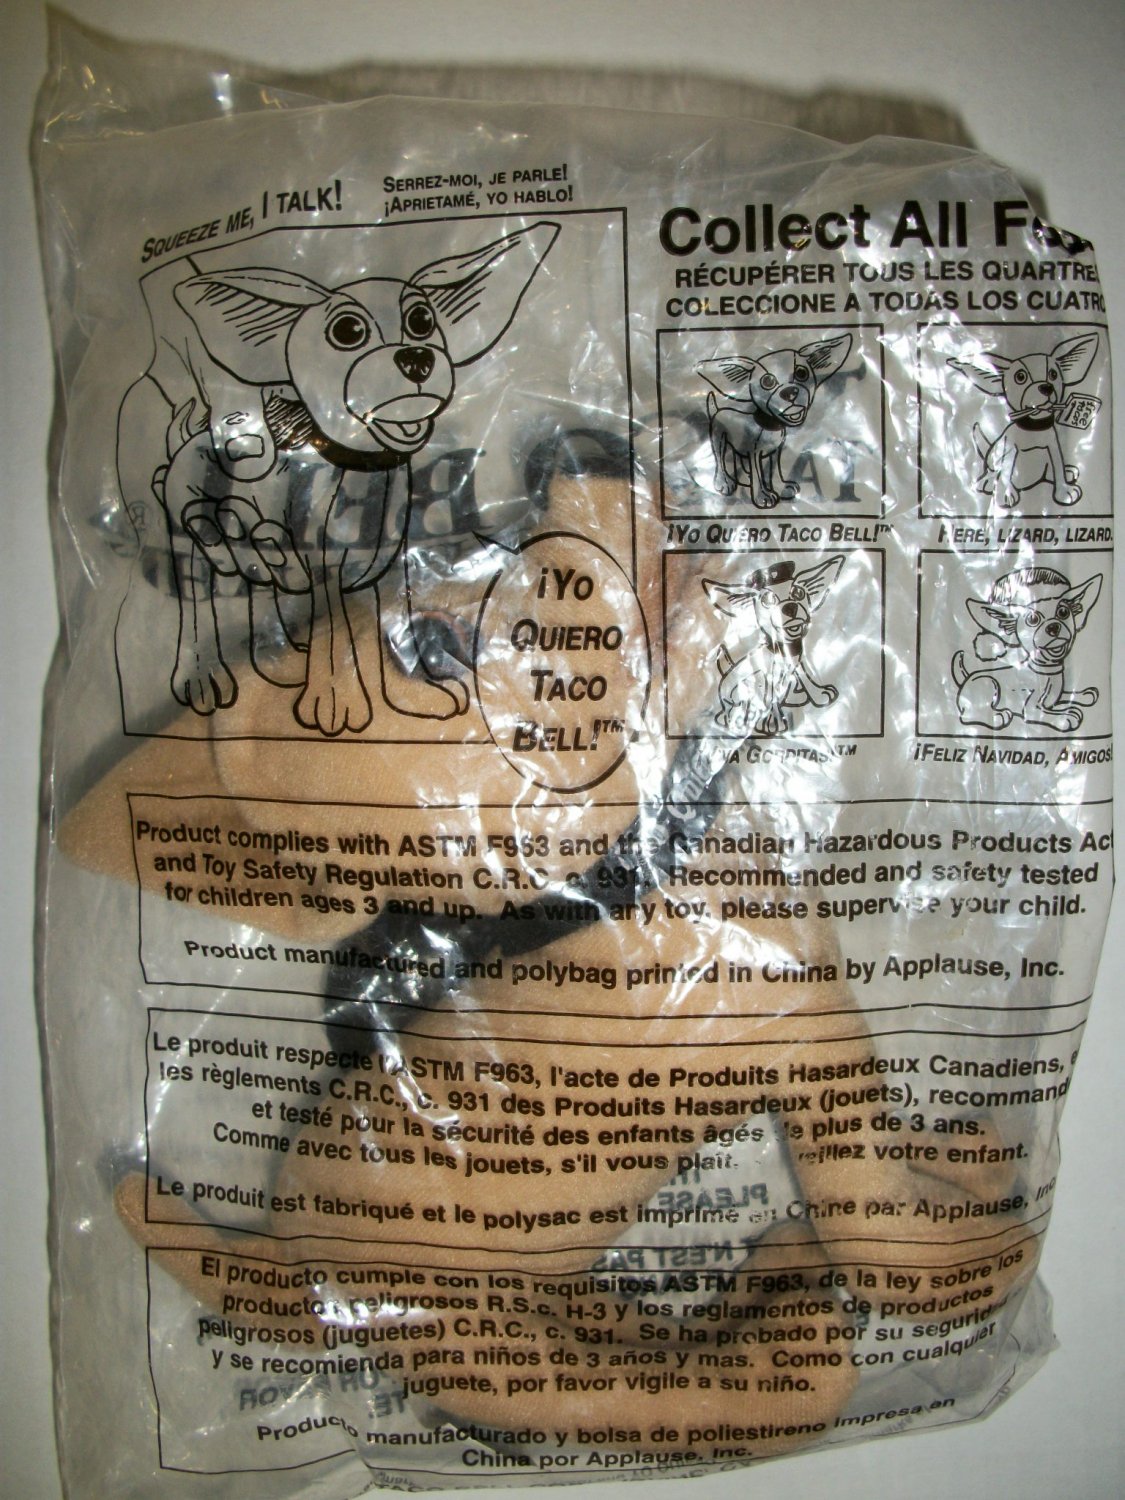 SQUEEZE ME, I TALK!
SERREZ-MOI, JE PARLE!
¡APRIETAMÉ, YO HABLO!
¡YO
QUIERO
TACO
BELL!™
Collect All
RÉCUPÉRER TOUS LES QUARTRE
COLECCIONE A TODAS LOS CUATRO
¡YO QUIERO TACO BELL!™
HERE, LIZARD, LIZARD.
¡VIVA GORDITAS!™
¡FELIZ NAVIDAD, AMIGOS!
Product complies with ASTM F963 and the Canadian Hazardous Products Act
and Toy Safety Regulation C.R.C. c. 931. Recommended and safety tested
for children ages 3 and up. As with any toy, please supervise your child.
Product manufactured and polybag printed in China by Applause, Inc.
Le produit respecte l'ASTM F963, l'acte de Produits Hasardeux Canadiens,
les règlements C.R.C., c. 931 des Produits Hasardeux (jouets), recommand
et testé pour la sécurité des enfants âgés de plus de 3 ans.
Comme avec tous les jouets, s'il vous plaît. votre enfant.
Le produit est fabriqué et le polysac est imprimé en Chine par Applause, Inc
El producto cumple con los requisitos ASTM F963, de la ley sobre los
productos peligrosos R.S.c. H-3 y los reglamentos de productos
peligrosos (juguetes) C.R.C., c. 931. Se ha probado por su segurid
y se recomienda para niños de 3 años y mas. Como con cualquier
juguete, por favor vigile a su niño.
Producto manufacturado y bolsa de poliestireno impresa en
China por Applause, Inc.